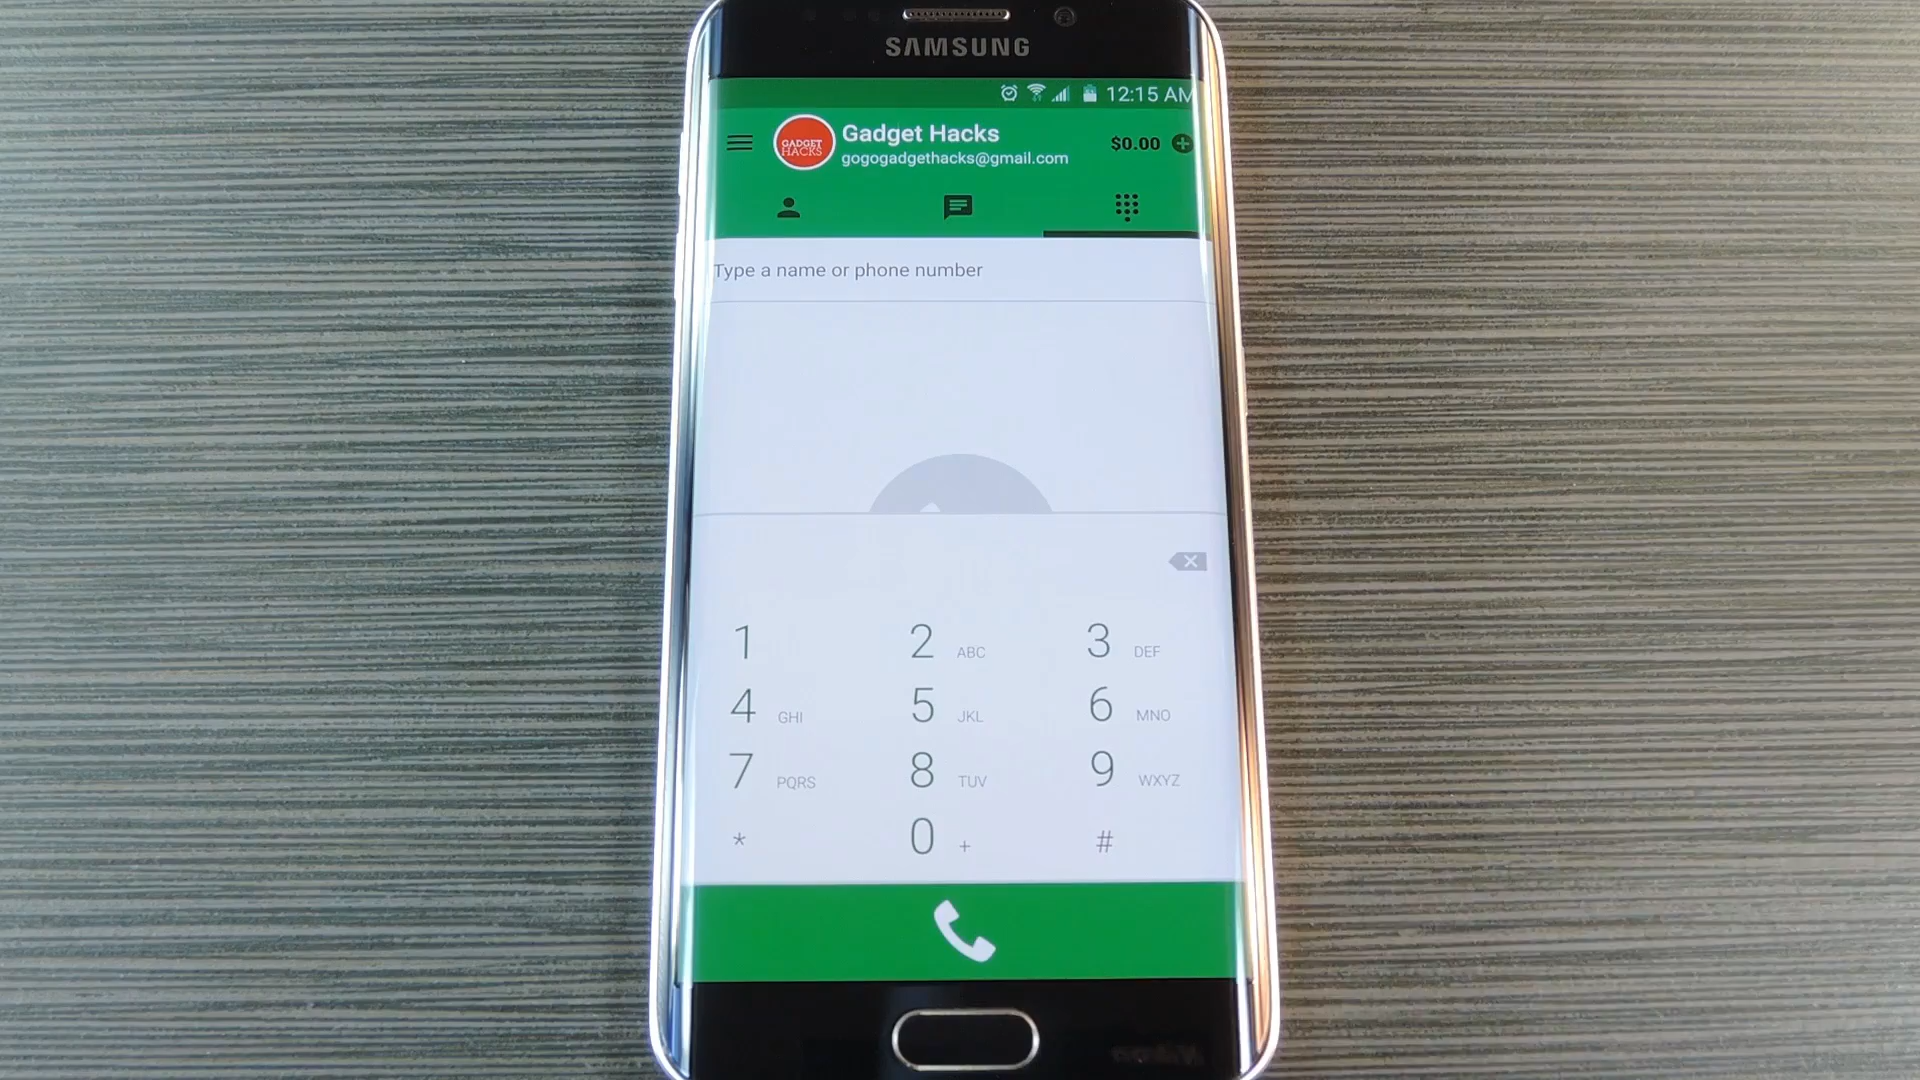 SAMSUNG
12:15 AM
GADGET
HACKS
Gadget Hacks
$0.00
gogogadgethacks@gmail.com
Type a name or phone number
1
2 ABC
3 DEF
4 GHI
5 JKL
6 MNO
7 PQRS
8 TUV
9 WXYZ
*
0 +
#